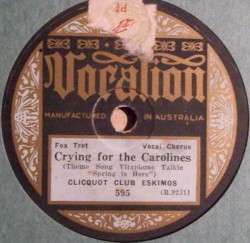 Vocalion
MANUFACTURED IN AUSTRALIA
Fox Trot Vocal Chorus
Crying for the Carolines
(Theme Song Vitaphone Talkie
"Spring is Here")
CLICQUOT CLUB ESKIMOS
595 (R.9231)